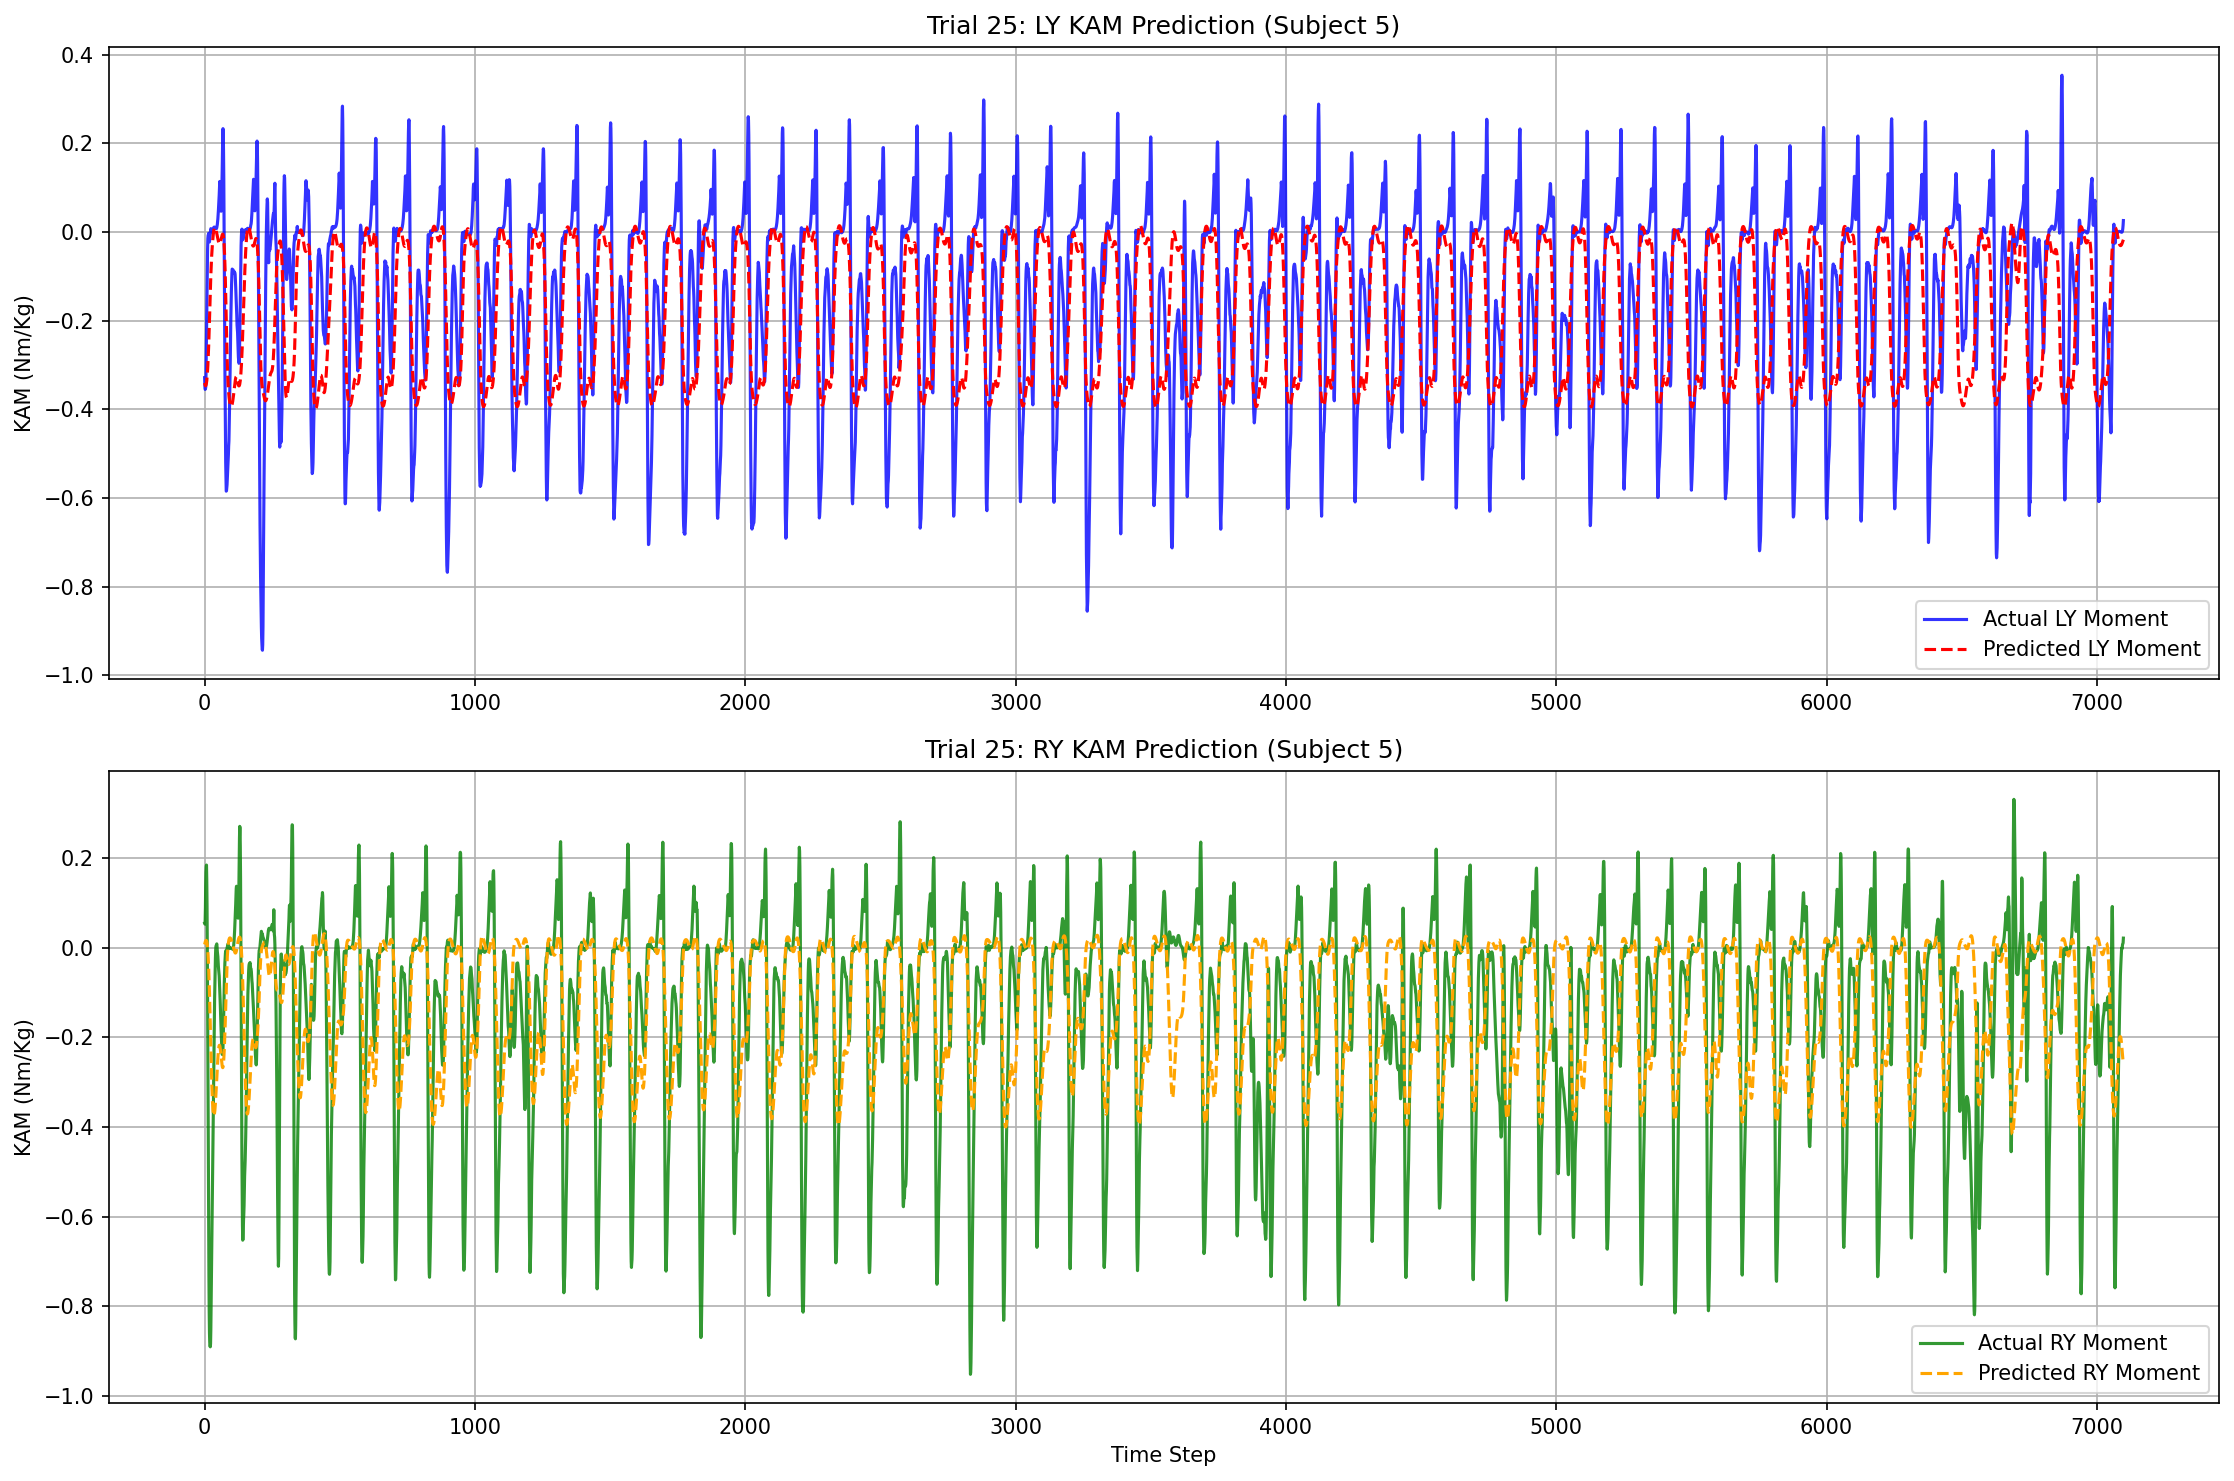 Trial 25: LY KAM Prediction (Subject 5)
0.4
0.2
0.0
−0.2
−0.4
−0.6
−0.8
−1.0
KAM (Nm/Kg)
Actual LY Moment
Predicted LY Moment
0 1000 2000 3000 4000 5000 6000 7000
Trial 25: RY KAM Prediction (Subject 5)
0.2
0.0
−0.2
−0.4
−0.6
−0.8
−1.0
KAM (Nm/Kg)
Actual RY Moment
Predicted RY Moment
0 1000 2000 3000 4000 5000 6000 7000
Time Step